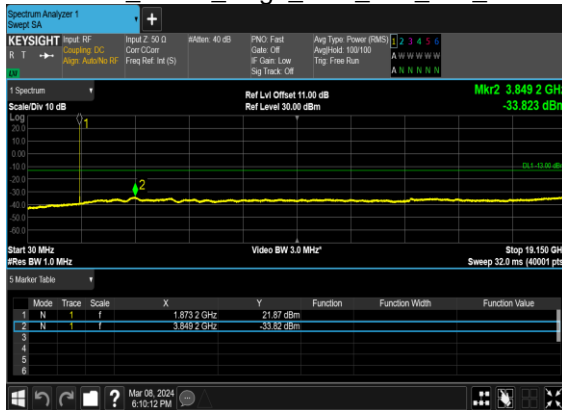 Spectrum Analyzer 1
Swept SA
+
KEYSIGHT Input: RF Input Z: 50 Ω #Atten: 40 dB PNO: Fast Avg Type: Power (RMS) 1 2 3 4 5 6
R T Coupling: DC Corr CCorr Gate: Off Avg|Hold: 100/100 A W W W W W
Align: Auto/No RF Freq Ref: Int (S) IF Gain: Low Trig: Free Run
LXI Sig Track: Off A N N N N N
1 Spectrum Ref Lvl Offset 11.00 dB Mkr2 3.849 2 GHz
Scale/Div 10 dB Ref Level 30.00 dBm -33.823 dBm
Log
20.0
10.0
0.00
-10.0
-20.0
-30.0
-40.0
-50.0
-60.0
1
2
DL1 -13.00 dBm
Start 30 MHz Video BW 3.0 MHz* Stop 19.150 GHz
#Res BW 1.0 MHz Sweep 32.0 ms (40001 pts)
5 Marker Table
Mode Trace Scale X Y Function Function Width Function Value
1 N 1 f 1.873 2 GHz 21.87 dBm
2 N 1 f 3.849 2 GHz -33.82 dBm
3
4
5
6
? Mar 08, 2024
6:10:12 PM